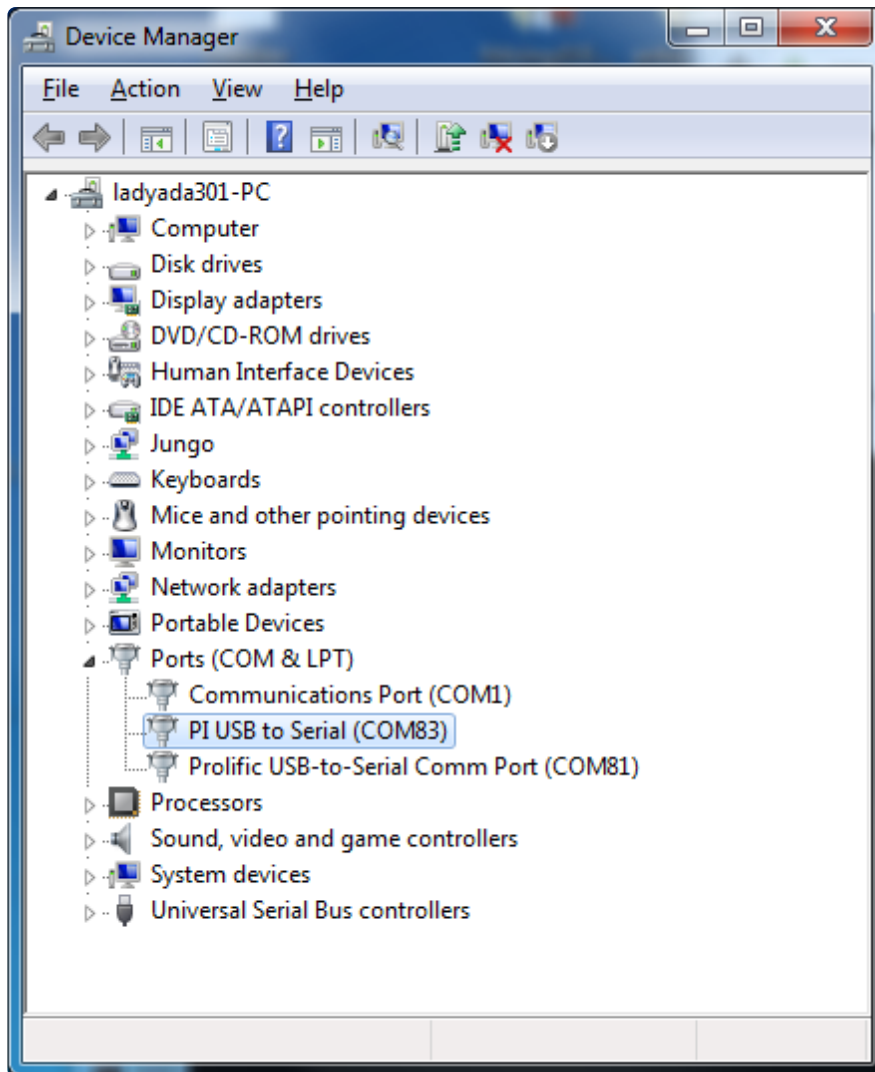 Device Manager
File Action View Help
ladyada301-PC
Computer
Disk drives
Display adapters
DVD/CD-ROM drives
Human Interface Devices
IDE ATA/ATAPI controllers
Jungo
Keyboards
Mice and other pointing devices
Monitors
Network adapters
Portable Devices
Ports (COM & LPT)
Communications Port (COM1)
PI USB to Serial (COM83)
Prolific USB-to-Serial Comm Port (COM81)
Processors
Sound, video and game controllers
System devices
Universal Serial Bus controllers